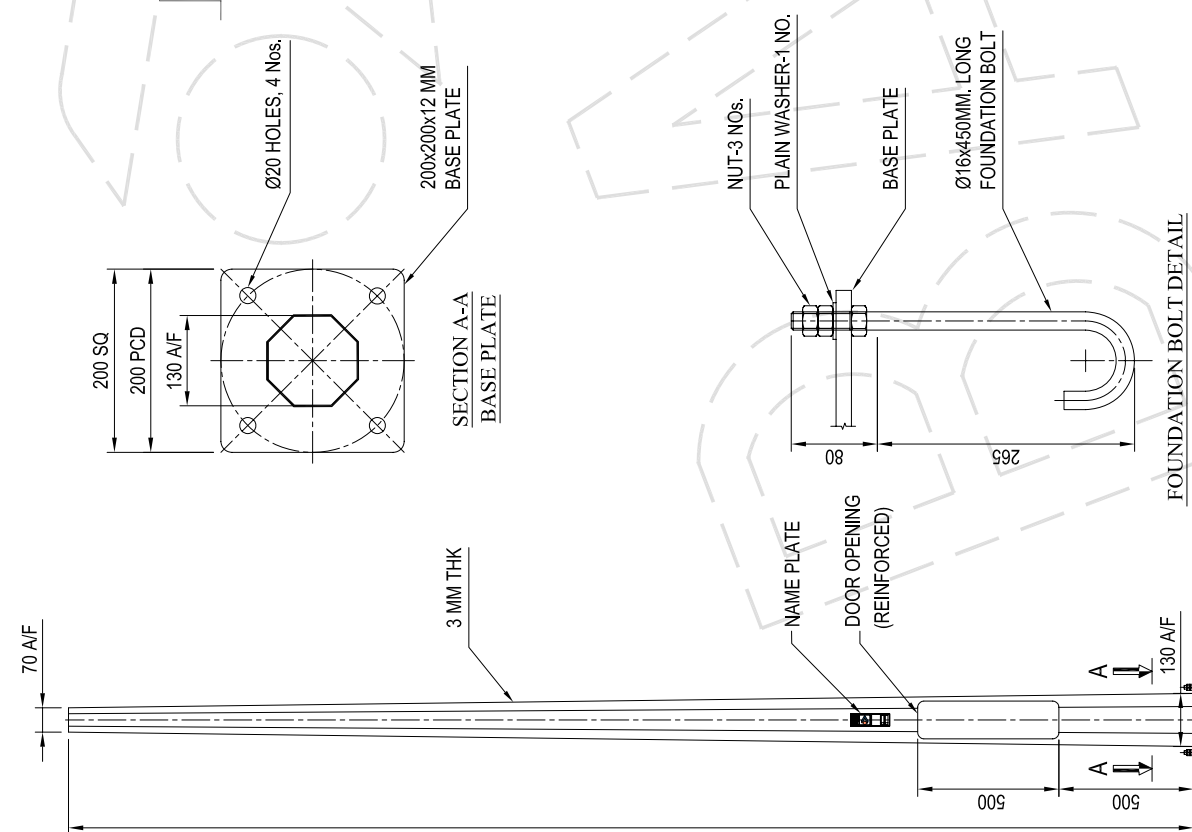 70 A/F
3 MM THK
NAME PLATE
DOOR OPENING
(REINFORCED)
500
500
A
A
130 A/F
200 SQ
200 PCD
130 A/F
Ø20 HOLES, 4 Nos.
200x200x12 MM
BASE PLATE
SECTION A-A
BASE PLATE
NUT-3 NOs.
PLAIN WASHER-1 NO.
BASE PLATE
Ø16x450MM. LONG
FOUNDATION BOLT
80
265
FOUNDATION BOLT DETAIL